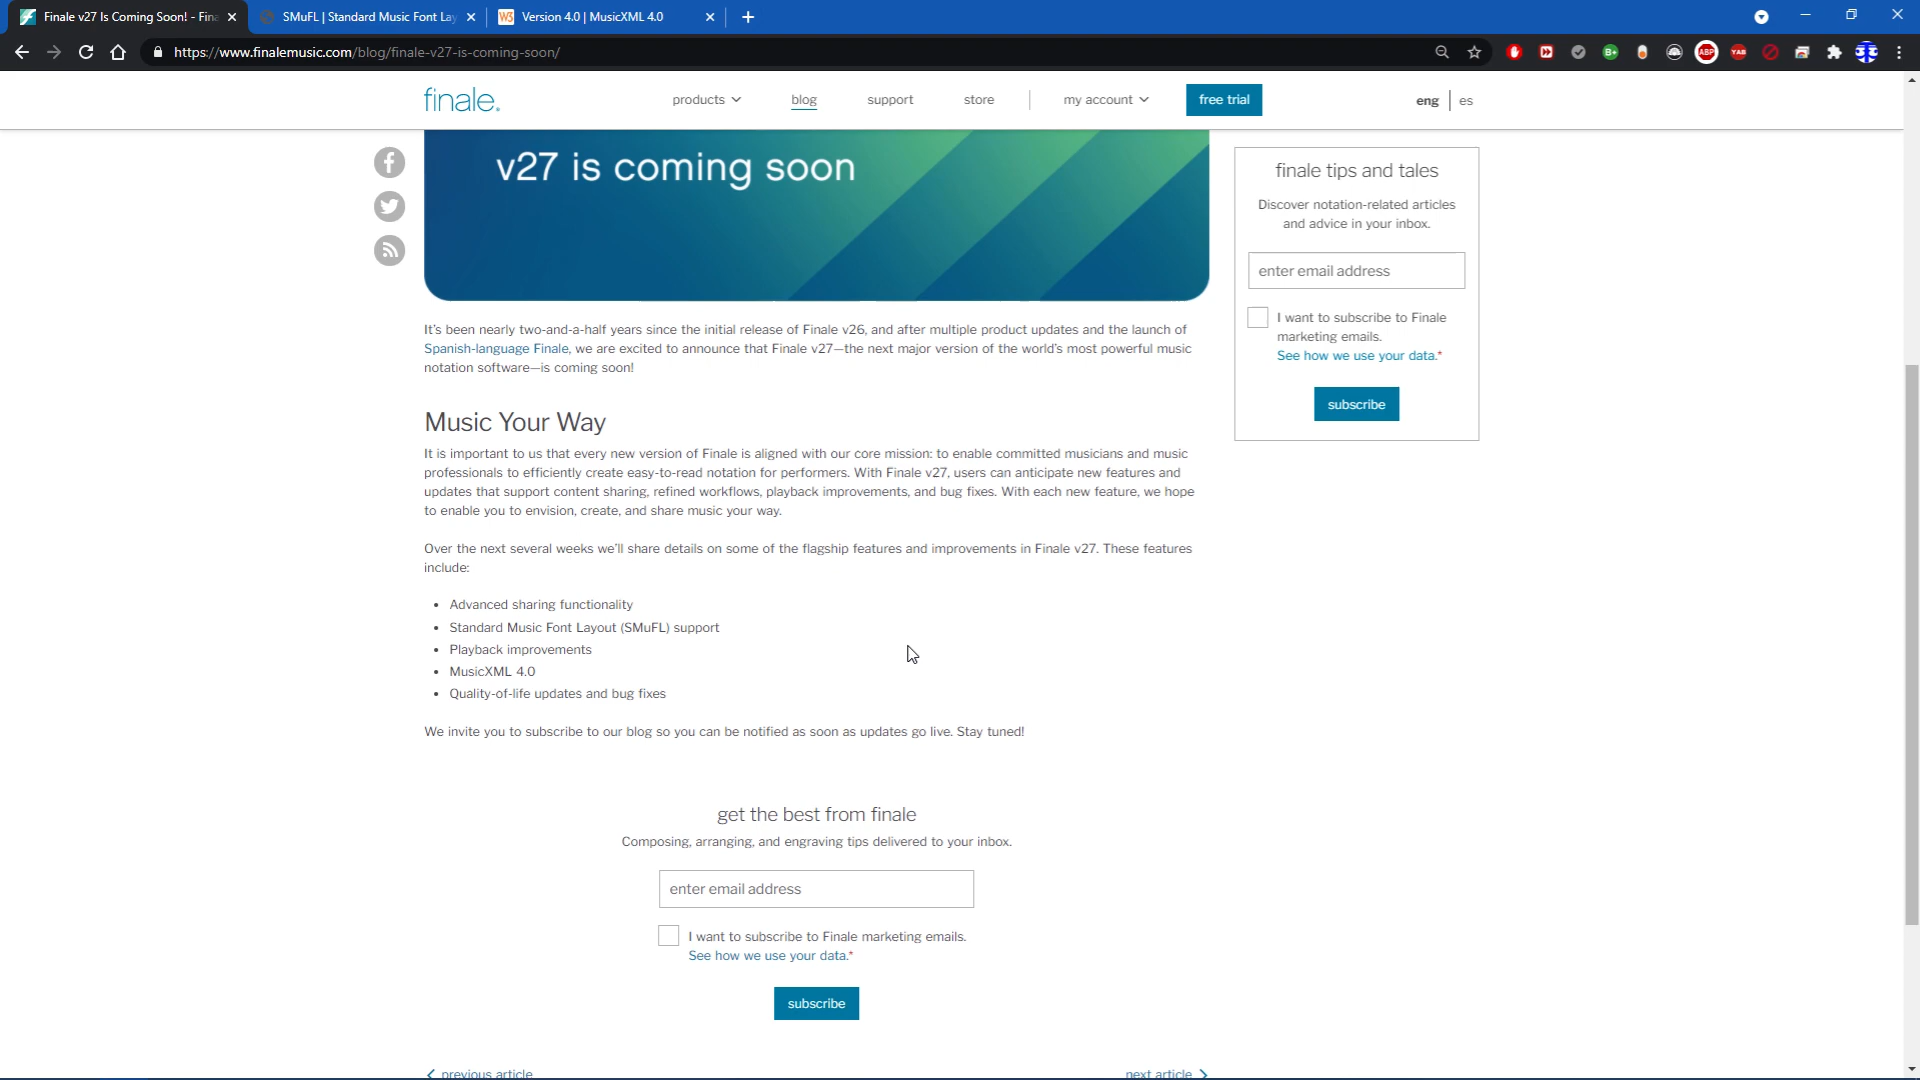 Finale v27 Is Coming Soon! - Fina
SMuFL | Standard Music Font Lay
Version 4.0 | MusicXML 4.0
https://www.finalemusic.com/blog/finale-v27-is-coming-soon/
finale.
products
blog
support
store
my account
free trial
eng
es
v27 is coming soon
It's been nearly two-and-a-half years since the initial release of Finale v26, and after multiple product updates and the launch of
Spanish-language Finale, we are excited to announce that Finale v27—the next major version of the world's most powerful music
notation software—is coming soon!
Music Your Way
It is important to us that every new version of Finale is aligned with our core mission: to enable committed musicians and music
professionals to efficiently create easy-to-read notation for performers. With Finale v27, users can anticipate new features and
updates that support content sharing, refined workflows, playback improvements, and bug fixes. With each new feature, we hope
to enable you to envision, create, and share music your way.
Over the next several weeks we'll share details on some of the flagship features and improvements in Finale v27. These features
include:
• Advanced sharing functionality
• Standard Music Font Layout (SMuFL) support
• Playback improvements
• MusicXML 4.0
• Quality-of-life updates and bug fixes
We invite you to subscribe to our blog so you can be notified as soon as updates go live. Stay tuned!
get the best from finale
Composing, arranging, and engraving tips delivered to your inbox.
enter email address
I want to subscribe to Finale marketing emails.
See how we use your data.*
subscribe
previous article
next article
finale tips and tales
Discover notation-related articles
and advice in your inbox.
enter email address
I want to subscribe to Finale
marketing emails.
See how we use your data.*
subscribe